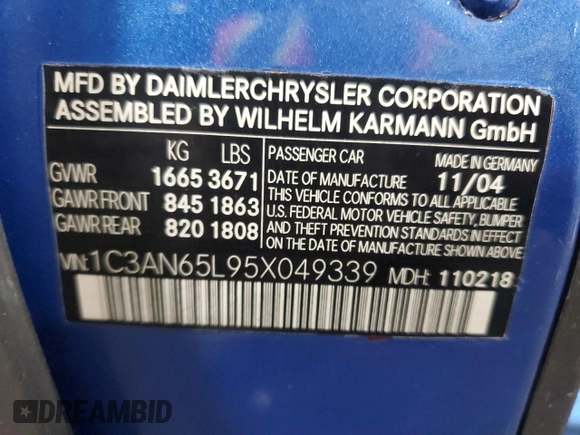 MFD BY DAIMLERCHRYSLER CORPORATION
ASSEMBLED BY WILHELM KARMANN GmbH
KG LBS
GVWR 1665 3671
GAWR FRONT 845 1863
GAWR REAR 820 1808
PASSENGER CAR MADE IN GERMANY
DATE OF MANUFACTURE 11/04
THIS VEHICLE CONFORMS TO ALL APPLICABLE
U.S. FEDERAL MOTOR VEHICLE SAFETY, BUMPER
AND THEFT PREVENTION STANDARDS IN EFFECT
ON THE DATE OF MANUFACTURE SHOWN ABOVE
VIN: 1C3AN65L95X049339 MDH: 110218
DREAMBID